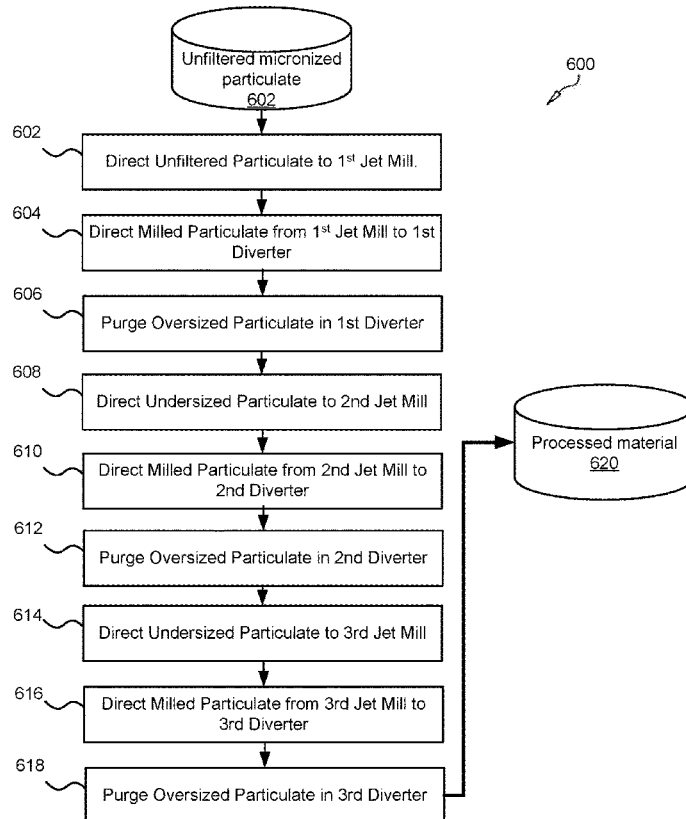 Unfiltered micronized
particulate
602
600
602
Direct Unfiltered Particulate to 1st Jet Mill.
604
Direct Milled Particulate from 1st Jet Mill to 1st
Diverter
606
Purge Oversized Particulate in 1st Diverter
608
Direct Undersized Particulate to 2nd Jet Mill
610
Direct Milled Particulate from 2nd Jet Mill to
2nd Diverter
612
Purge Oversized Particulate in 2nd Diverter
614
Direct Undersized Particulate to 3rd Jet Mill
616
Direct Milled Particulate from 3rd Jet Mill to
3rd Diverter
618
Purge Oversized Particulate in 3rd Diverter
Processed material
620